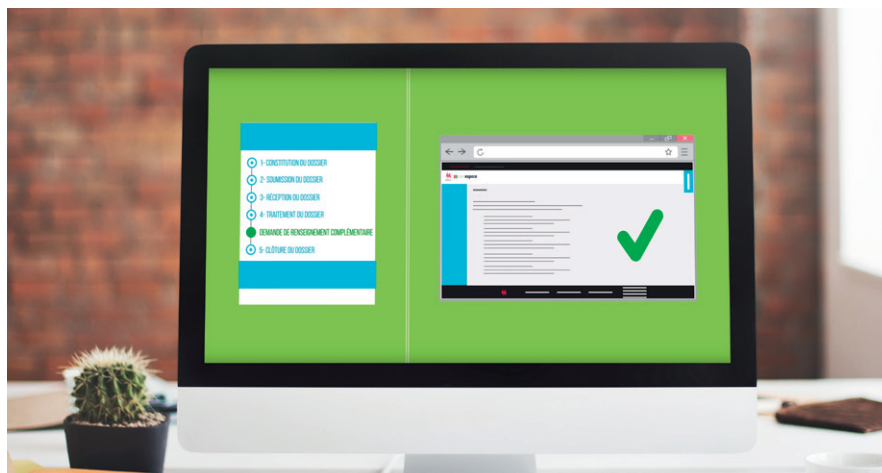 1- CONSTITUTION DU DOSSIER
2- SOUMISSION DU DOSSIER
3- RÉCEPTION DU DOSSIER
4- TRAITEMENT DU DOSSIER
DEMANDE DE RENSEIGNEMENT COMPLÉMENTAIRE
5- CLÔTURE DU DOSSIER
espace